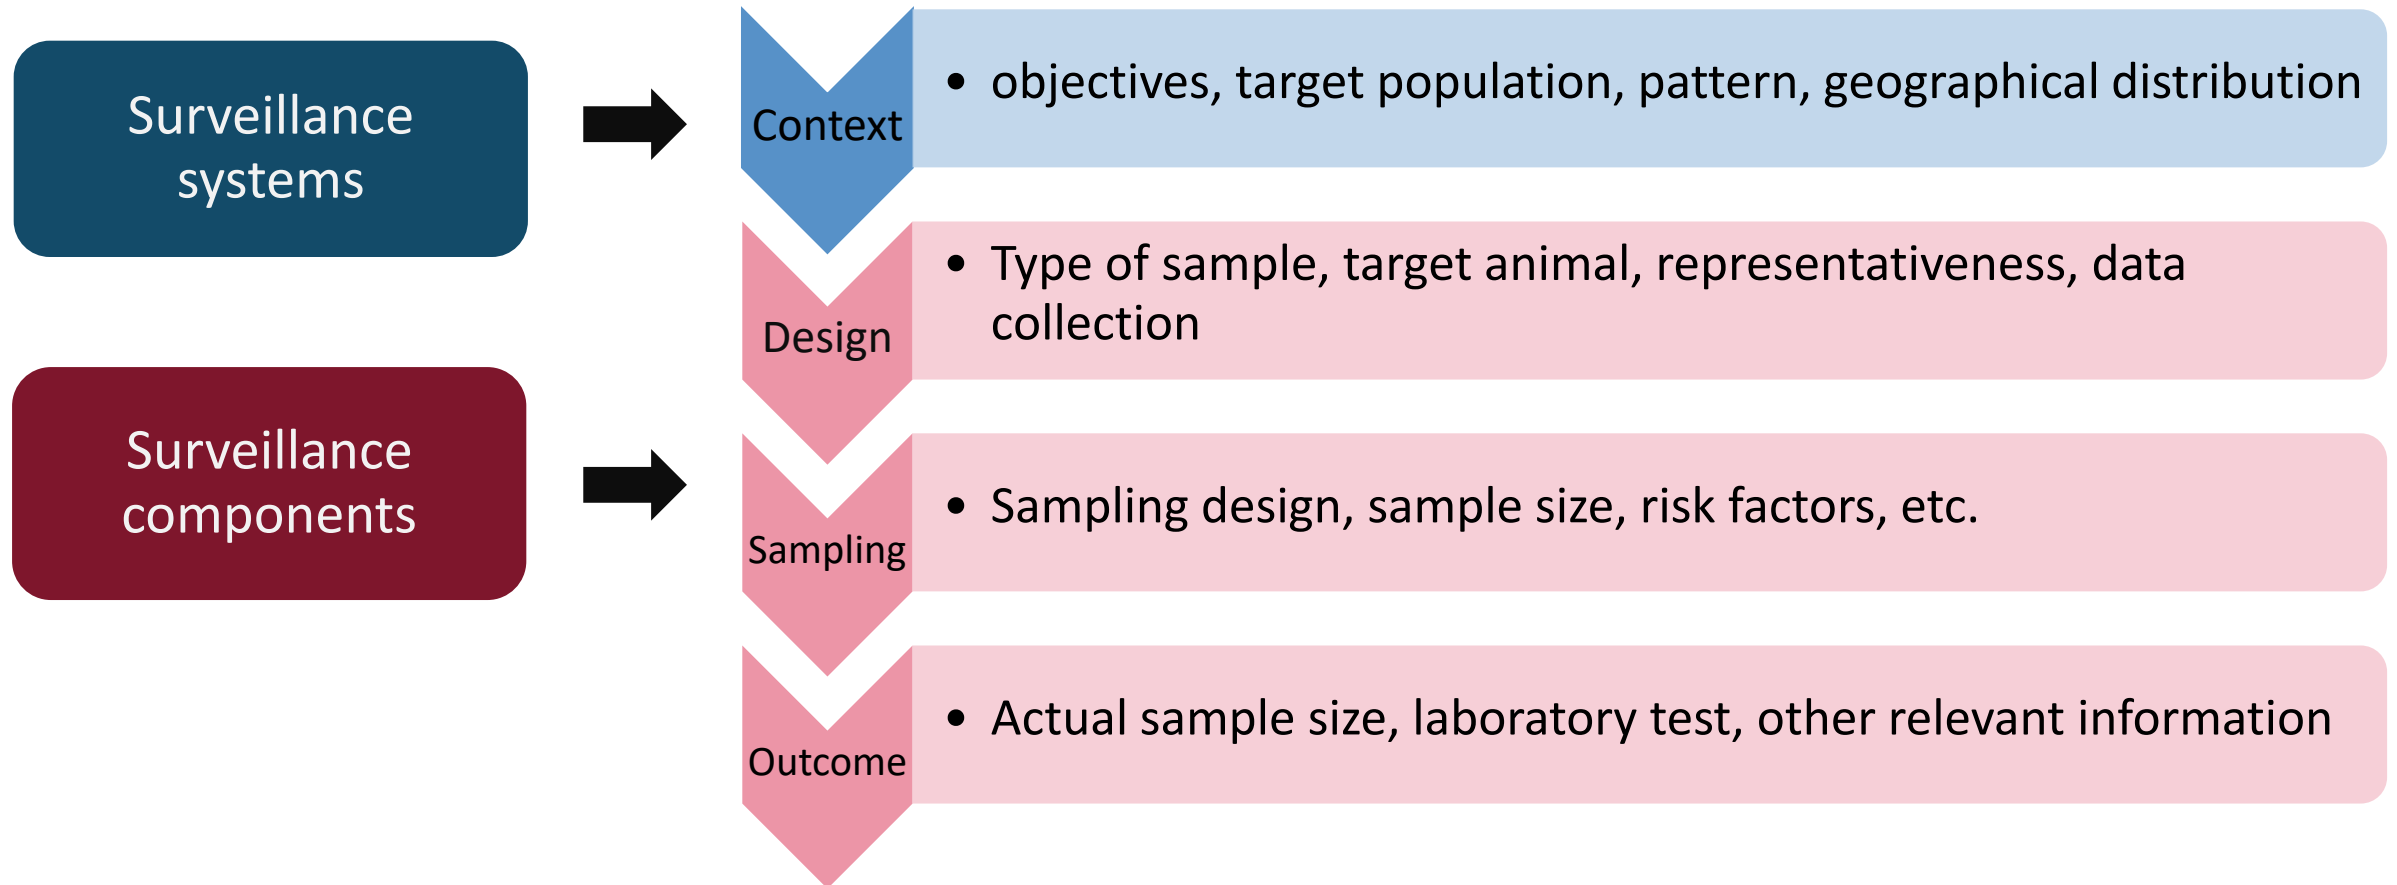 Surveillance
systems
Context
• objectives, target population, pattern, geographical distribution
Design
• Type of sample, target animal, representativeness, data
collection
Surveillance
components
Sampling
• Sampling design, sample size, risk factors, etc.
Outcome
• Actual sample size, laboratory test, other relevant information